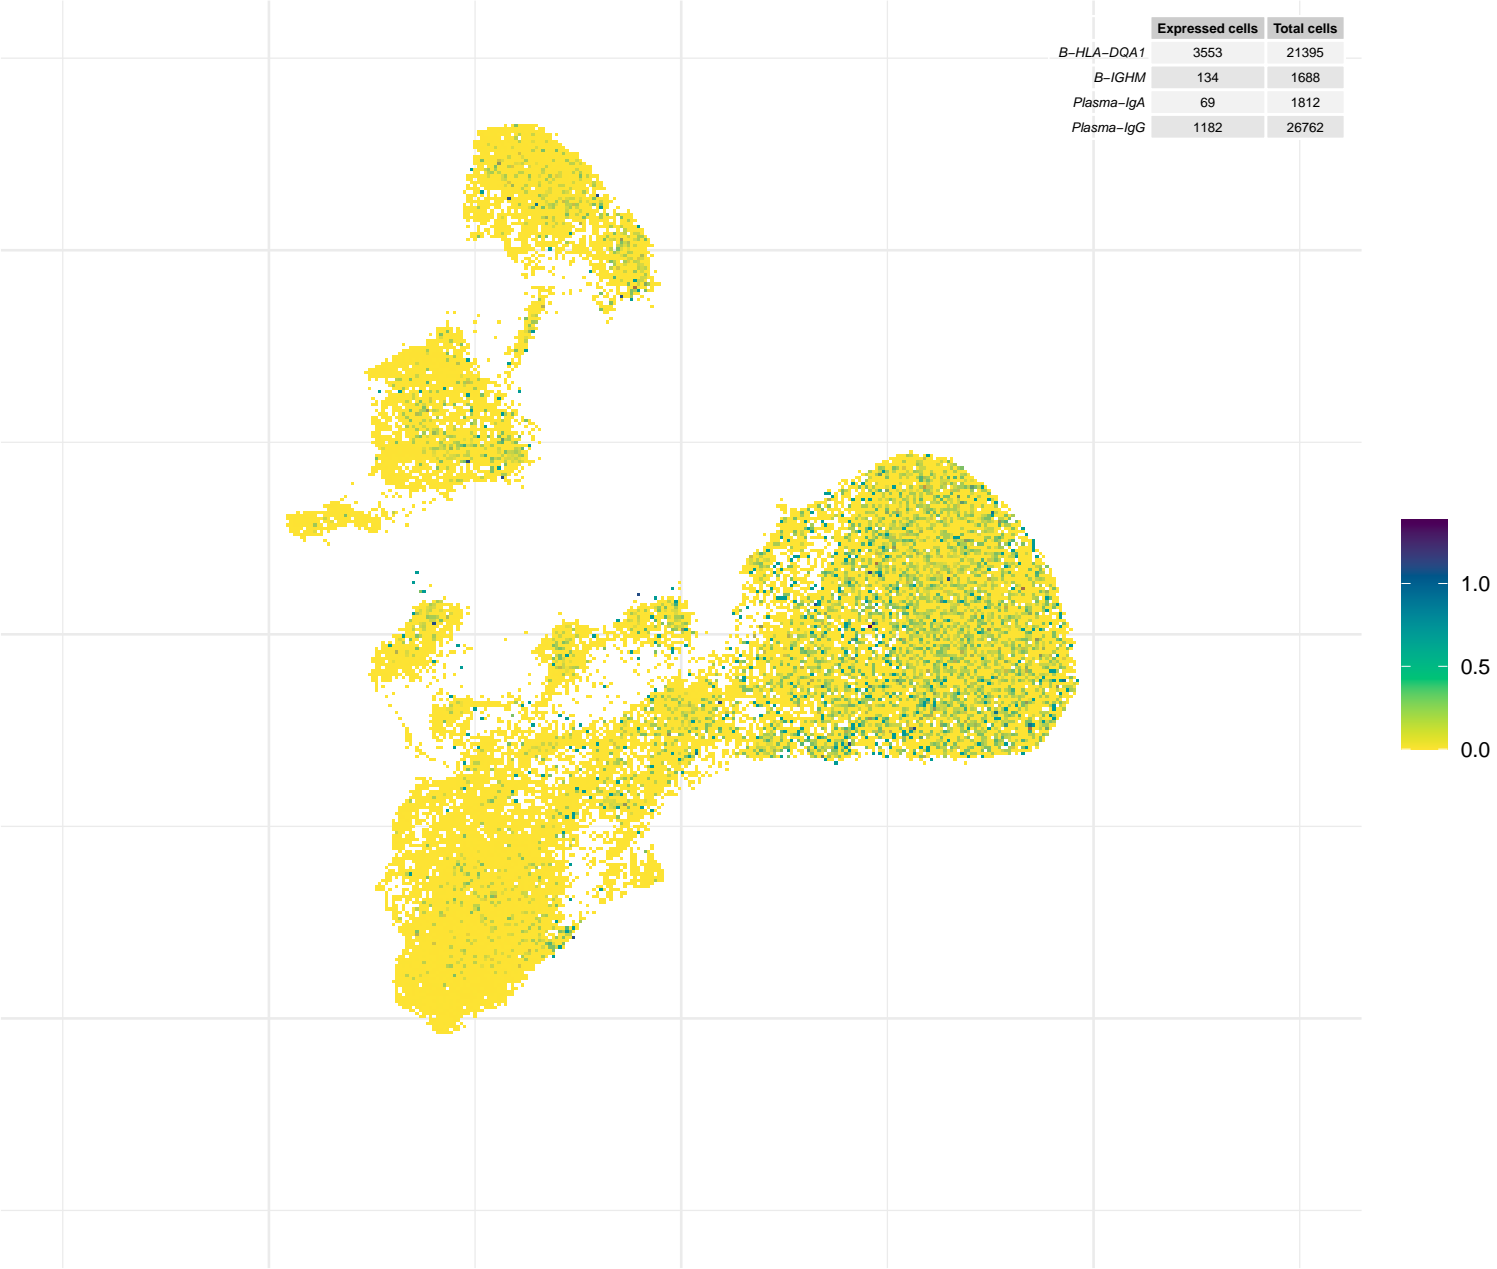 Expressed cells Total cells
B−HLA−DQA1 3553 21395
B−IGHM 134 1688
Plasma−IgA 69 1812
Plasma−IgG 1182 26762
1.0
0.5
0.0